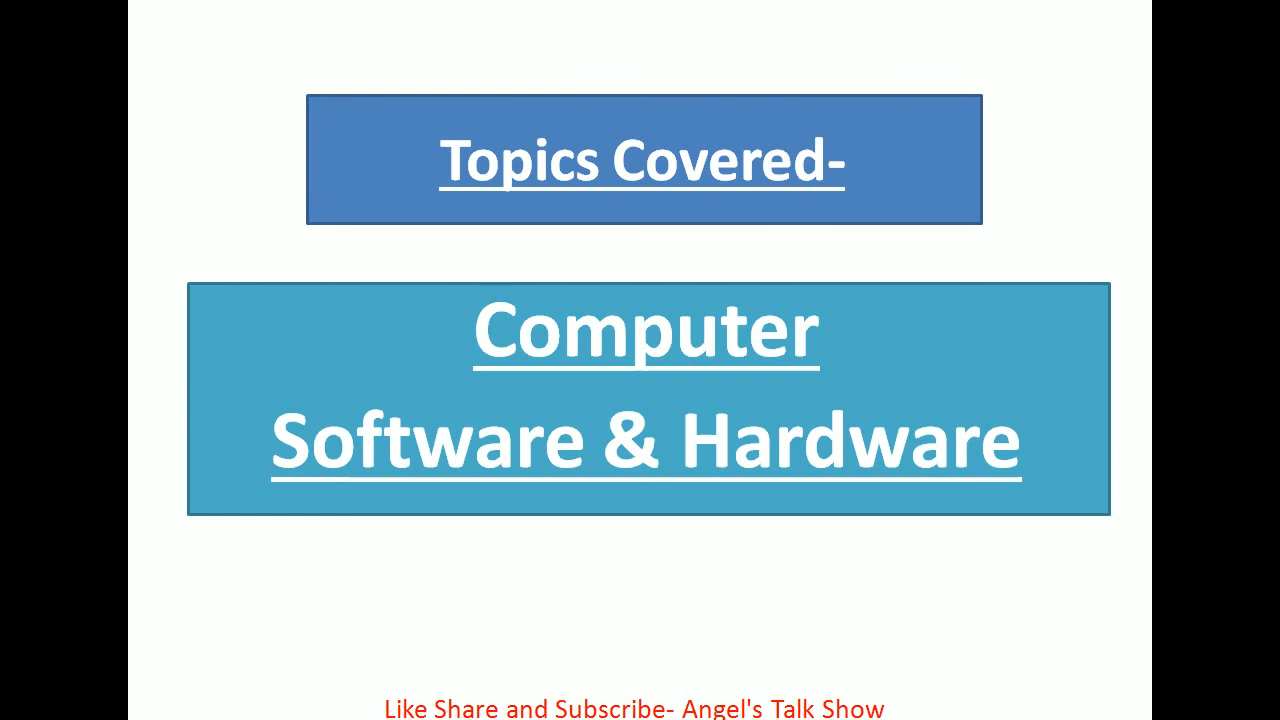 Topics Covered-
Computer
Software & Hardware
Like Share and Subscribe- Angel's Talk Show